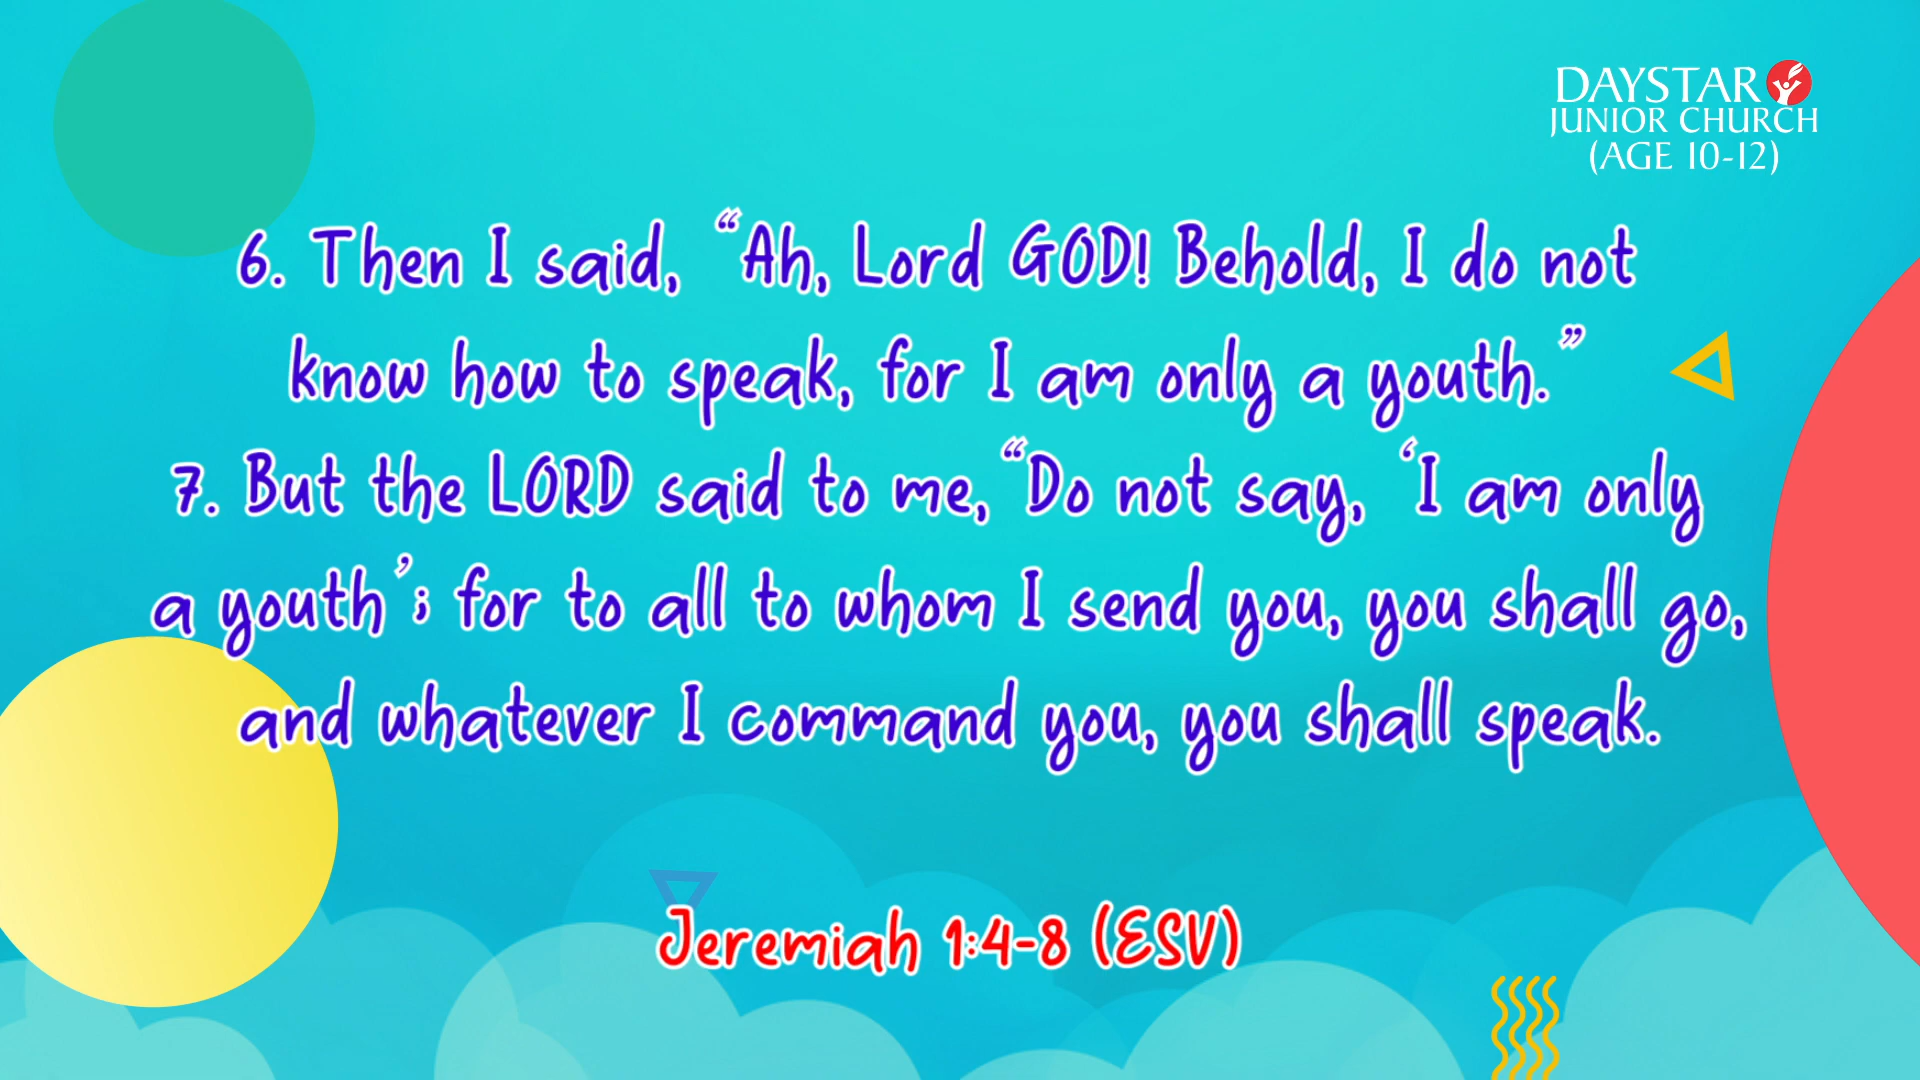 DAYSTAR
JUNIOR CHURCH
(AGE 10-12)
6. Then I said, “Ah, Lord GOD! Behold, I do not
know how to speak, for I am only a youth.”
7. But the LORD said to me, “Do not say, ‘I am only
a youth’; for to all to whom I send you, you shall go,
and whatever I command you, you shall speak.
Jeremiah 1:4-8 (ESV)